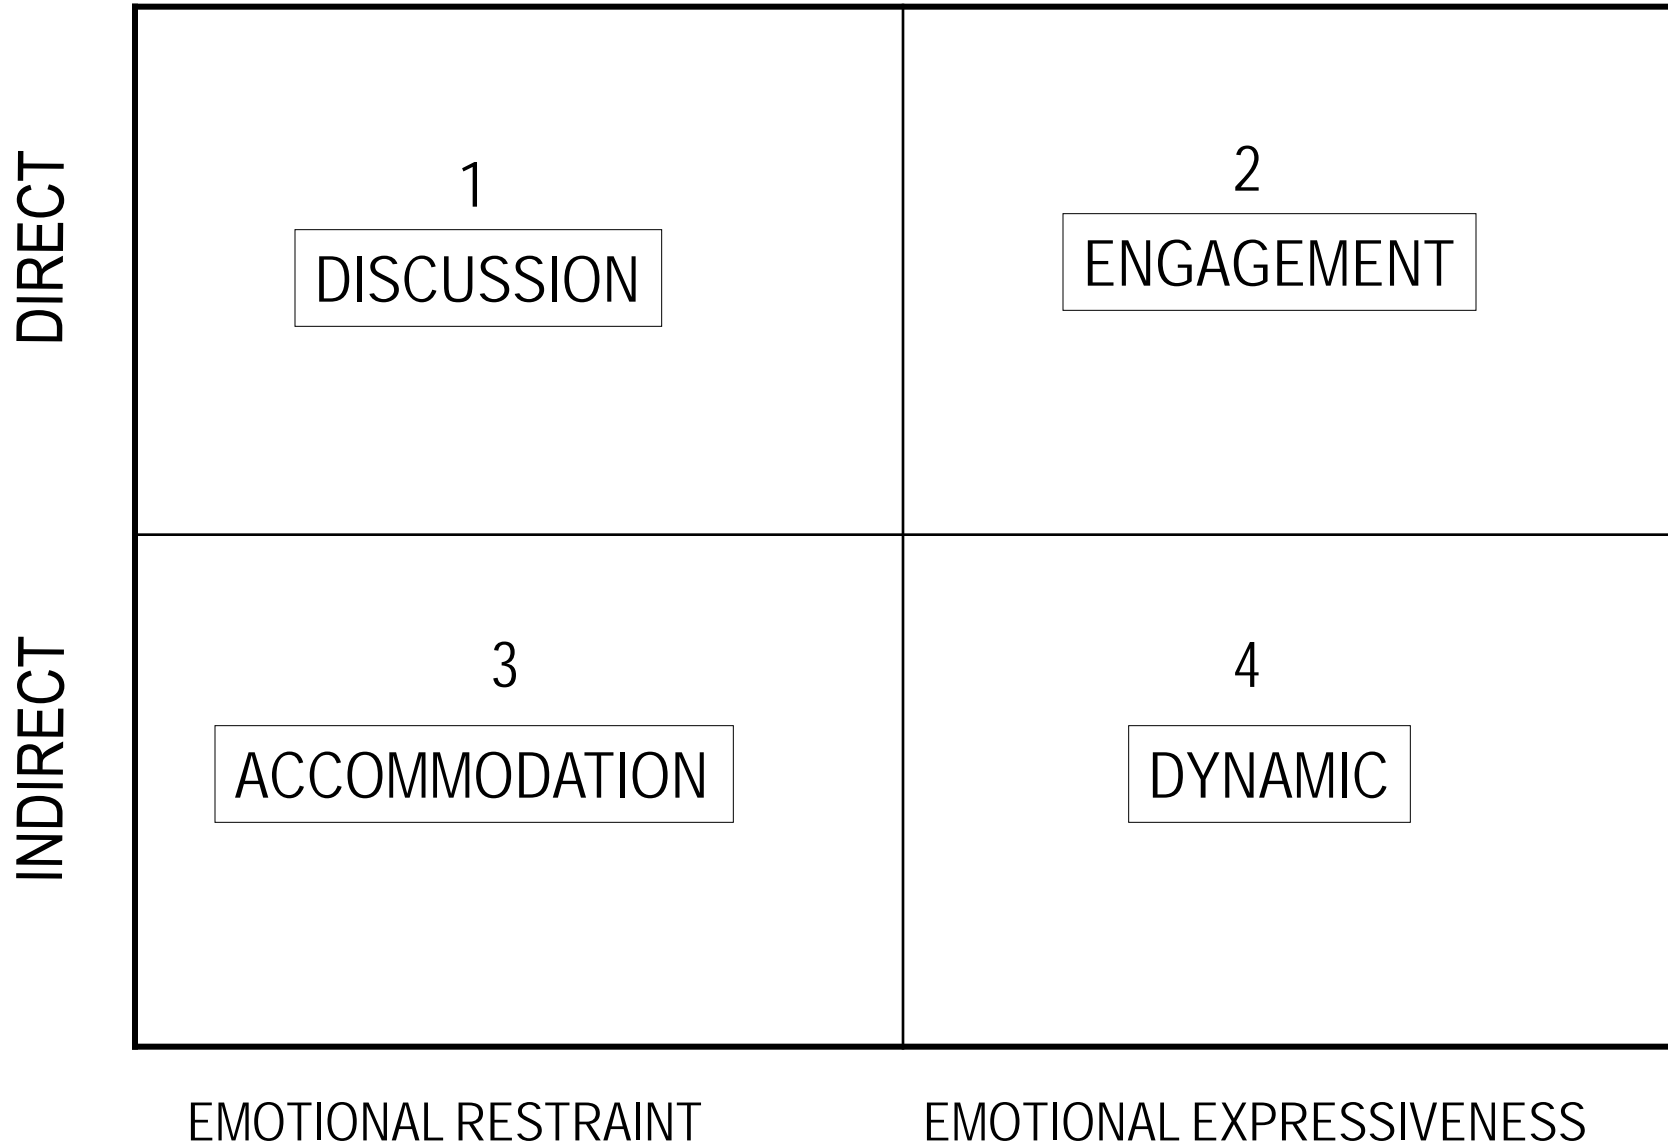 DIRECT
1
DISCUSSION
2
ENGAGEMENT
INDIRECT
3
ACCOMMODATION
4
DYNAMIC
EMOTIONAL RESTRAINT
EMOTIONAL EXPRESSIVENESS